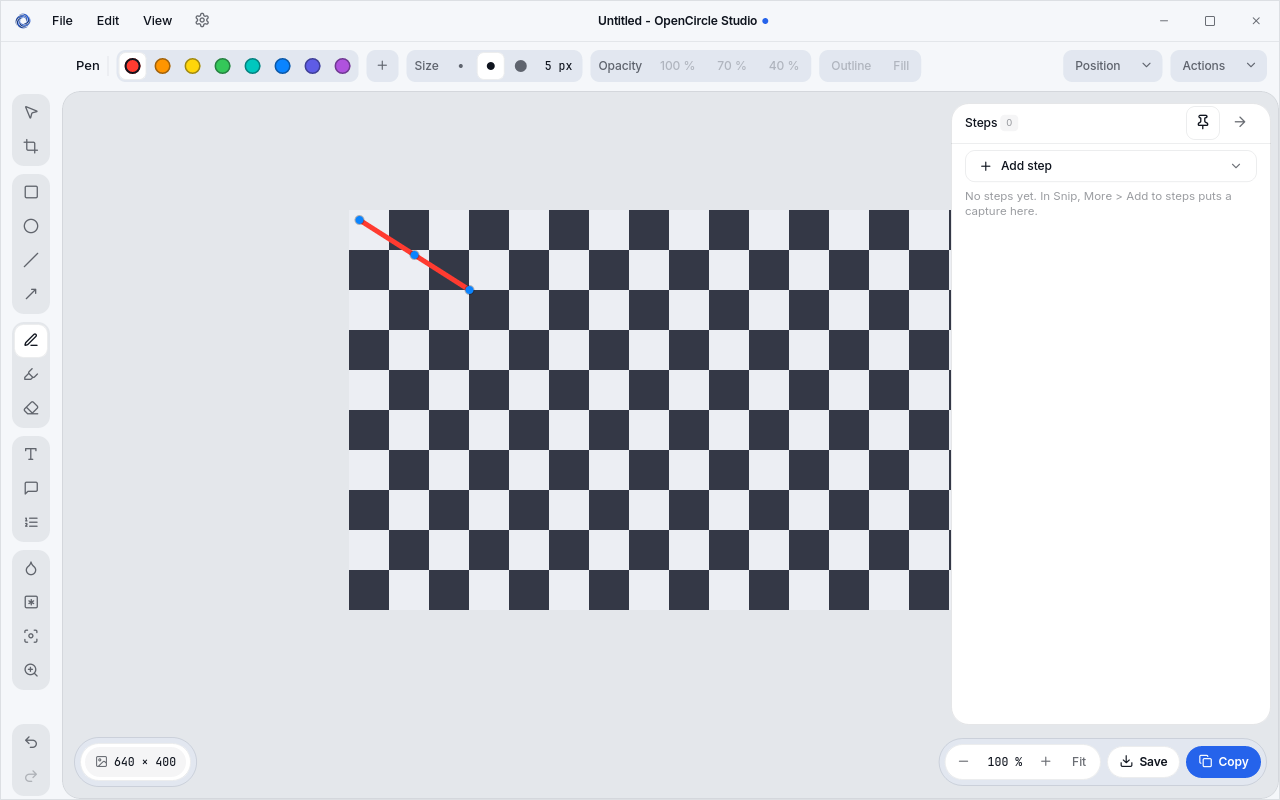 File Edit View
Untitled - OpenCircle Studio
Pen
Size 5 px
Opacity 100 % 70 % 40 %
Outline Fill
Position
Actions
Steps 0
Add step
No steps yet. In Snip, More > Add to steps puts a
capture here.
640 × 400
100 % Fit
Save
Copy